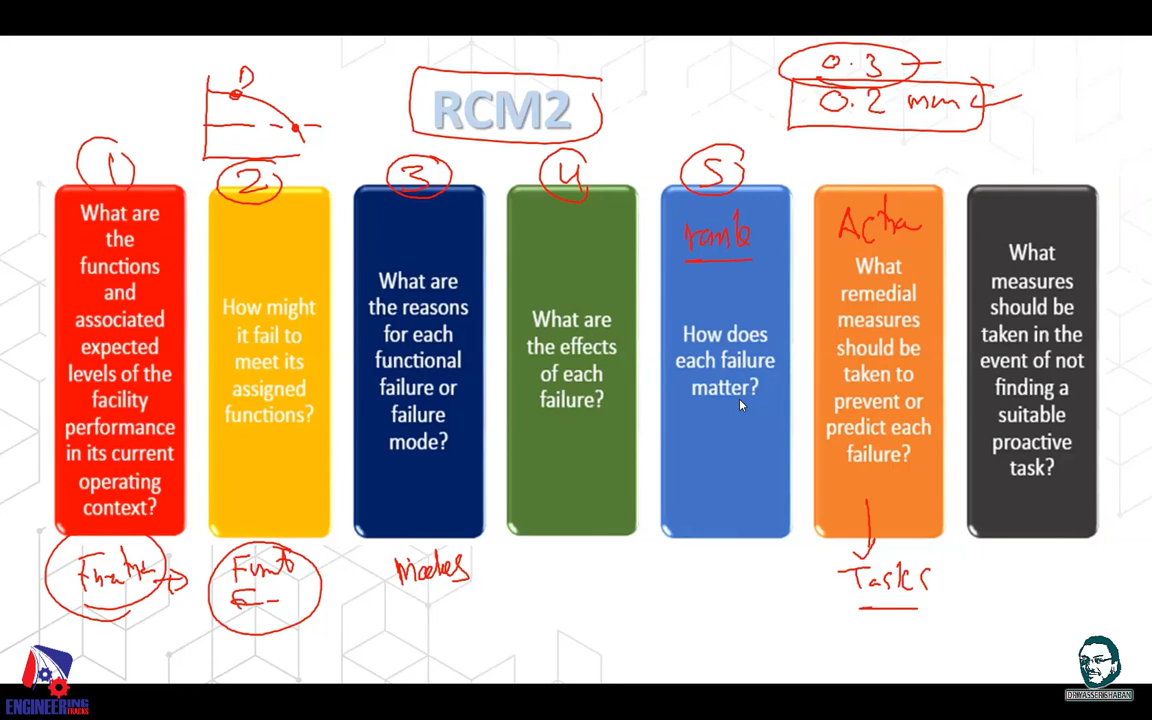 0.3
D
RCM2
0.2 mm
1
2
3
4
5
What are
the
functions
and
associated
expected
levels of the
facility
performance
in its current
operating
context?
How might
it fail to
meet its
assigned
functions?
What are
the reasons
for each
functional
failure or
failure
mode?
What are
the effects
of each
failure?
rank
How does
each failure
matter?
What
remedial
measures
should be
taken to
prevent or
predict each
failure?
What
measures
should be
taken in the
event of not
finding a
suitable
proactive
task?
Modes
Tasks
ENGINEERING
TRACKS
DR.YASSER SHABAN